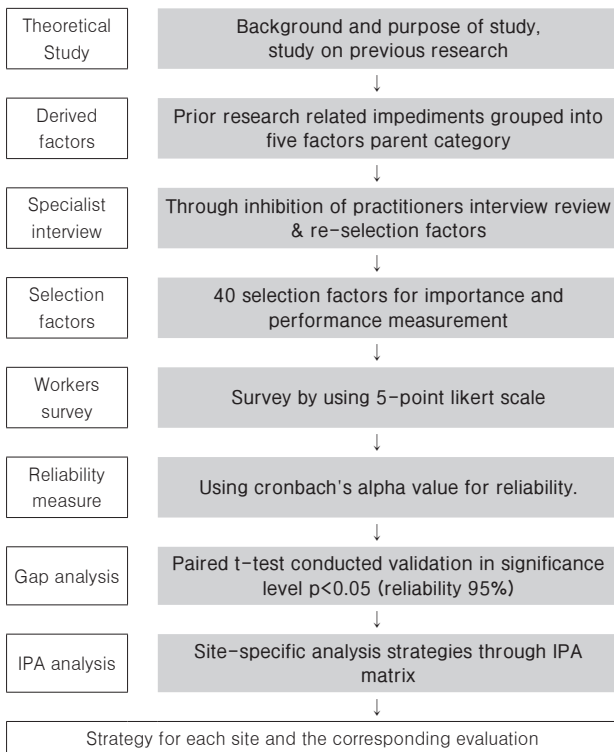 Theoretical
Study
Background and purpose of study,
study on previous research
↓
Derived
factors
Prior research related impediments grouped into
five factors parent category
↓
Specialist
interview
Through inhibition of practitioners interview review
& re-selection factors
↓
Selection
factors
40 selection factors for importance and
performance measurement
↓
Workers
survey
Survey by using 5-point likert scale
↓
Reliability
measure
Using cronbach's alpha value for reliability.
↓
Gap analysis
Paired t-test conducted validation in significance
level p<0.05 (reliability 95%)
↓
IPA analysis
Site-specific analysis strategies through IPA
matrix
↓
Strategy for each site and the corresponding evaluation